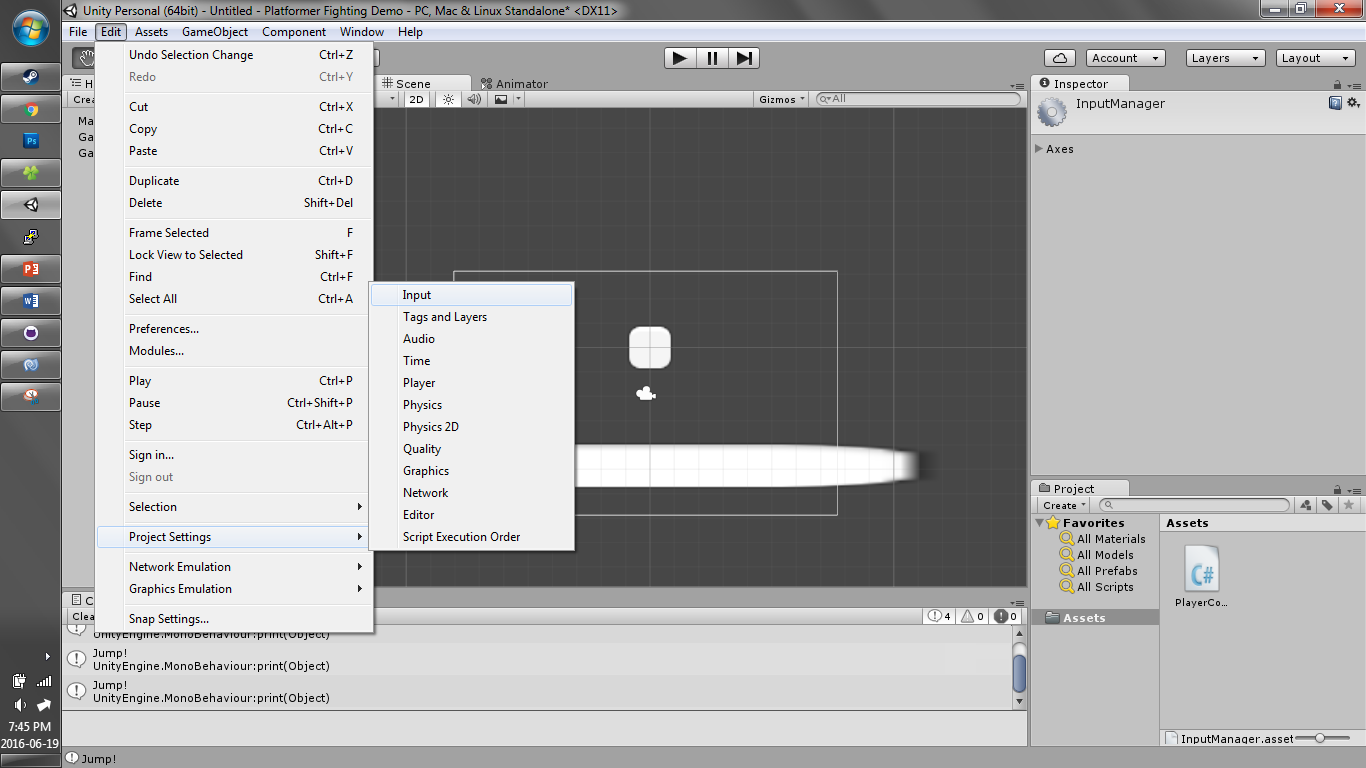 Unity Personal (64bit) - Untitled - Platformer Fighting Demo - PC, Mac & Linux Standalone* <DX11>
File Edit Assets GameObject Component Window Help
Account Layers Layout
Undo Selection Change Ctrl+Z
Redo Ctrl+Y
Cut Ctrl+X
Copy Ctrl+C
Paste Ctrl+V
Duplicate Ctrl+D
Delete Shift+Del
Frame Selected F
Lock View to Selected Shift+F
Find Ctrl+F
Select All Ctrl+A
Preferences...
Modules...
Play Ctrl+P
Pause Ctrl+Shift+P
Step Ctrl+Alt+P
Sign in...
Sign out
Selection
Project Settings
Network Emulation
Graphics Emulation
Snap Settings...
Input
Tags and Layers
Audio
Time
Player
Physics
Physics 2D
Quality
Graphics
Network
Editor
Script Execution Order
H
Crea
Ma
Ga
Ga
Scene Animator
2D Gizmos All
Inspector
InputManager
Axes
C
Clea
4 0 0
UnityEngine.MonoBehaviour:print(Object)
Jump!
UnityEngine.MonoBehaviour:print(Object)
Jump!
UnityEngine.MonoBehaviour:print(Object)
Jump!
Project
Create
Favorites
All Materials
All Models
All Prefabs
All Scripts
Assets
Assets
C#
PlayerCo...
InputManager.asset
Ps
P
W
7:45 PM
2016-06-19